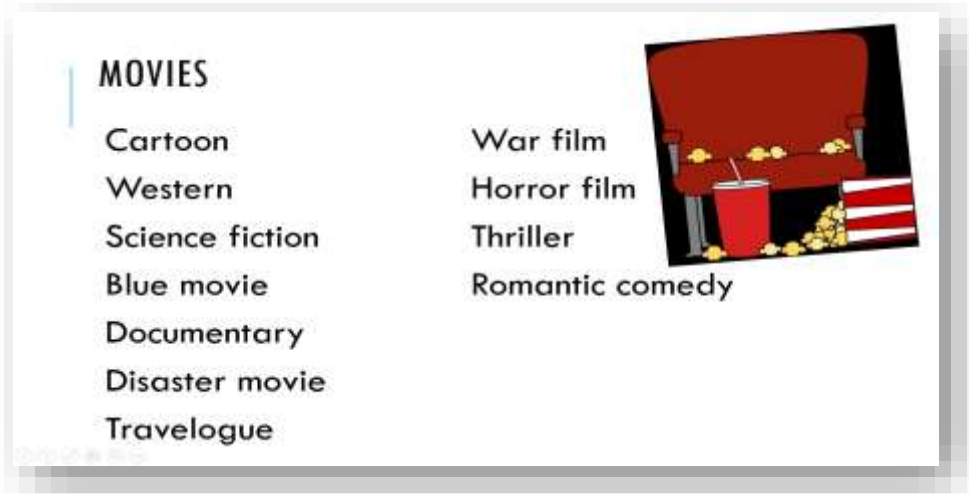 MOVIES
Cartoon
Western
Science fiction
Blue movie
Documentary
Disaster movie
Travelogue
War film
Horror film
Thriller
Romantic comedy